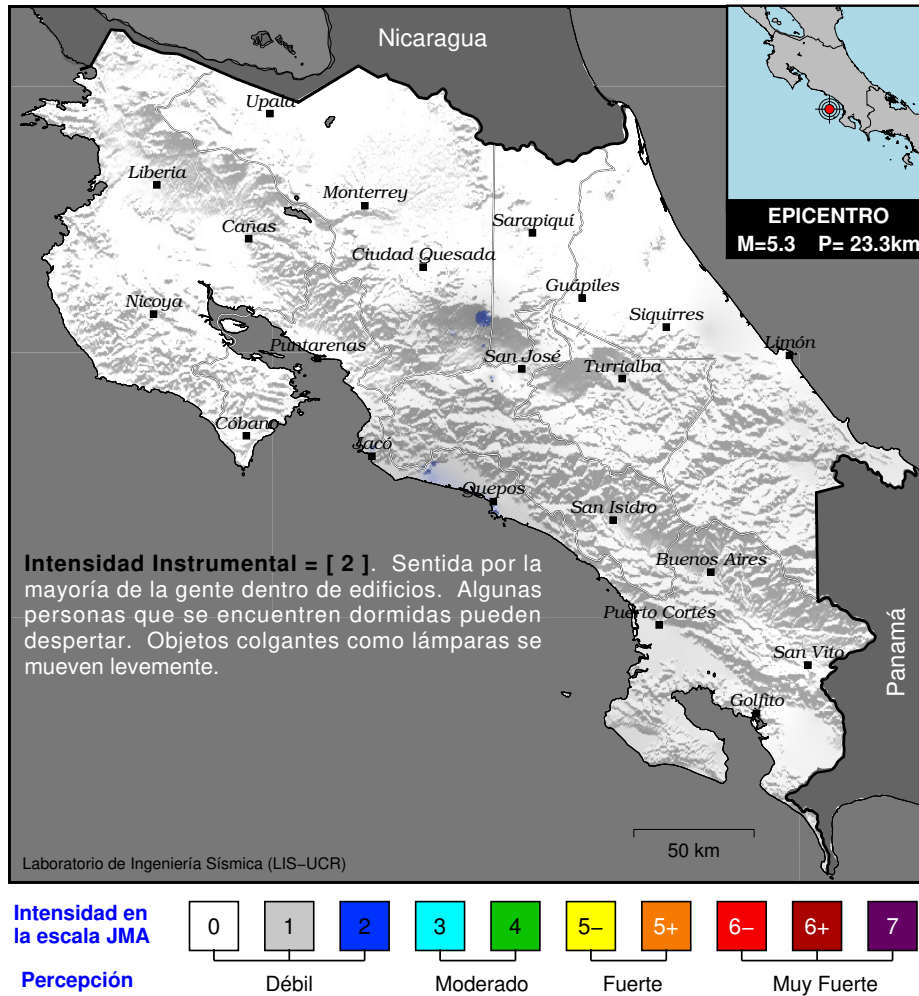 Nicaragua
Upala
Liberia
Monterrey
Cañas
Sarapiquí
Ciudad Quesada
EPICENTRO
M=5.3 P= 23.3km
Nicoya
Guápiles
Siquirres
Puntarenas
San José
Limón
Turrialba
Cóbano
Jacó
Quepos
San Isidro
Intensidad Instrumental = [ 2 ]. Sentida por la
mayoría de la gente dentro de edificios. Algunas
personas que se encuentren dormidas pueden
despertar. Objetos colgantes como lámparas se
mueven levemente.
Buenos Aires
Puerto Cortés
San Vito
Panamá
Golfito
50 km
Laboratorio de Ingeniería Sísmica (LIS–UCR)
Intensidad en
la escala JMA
0 1 2 3 4 5– 5+ 6– 6+ 7
Percepción
Débil Moderado Fuerte Muy Fuerte